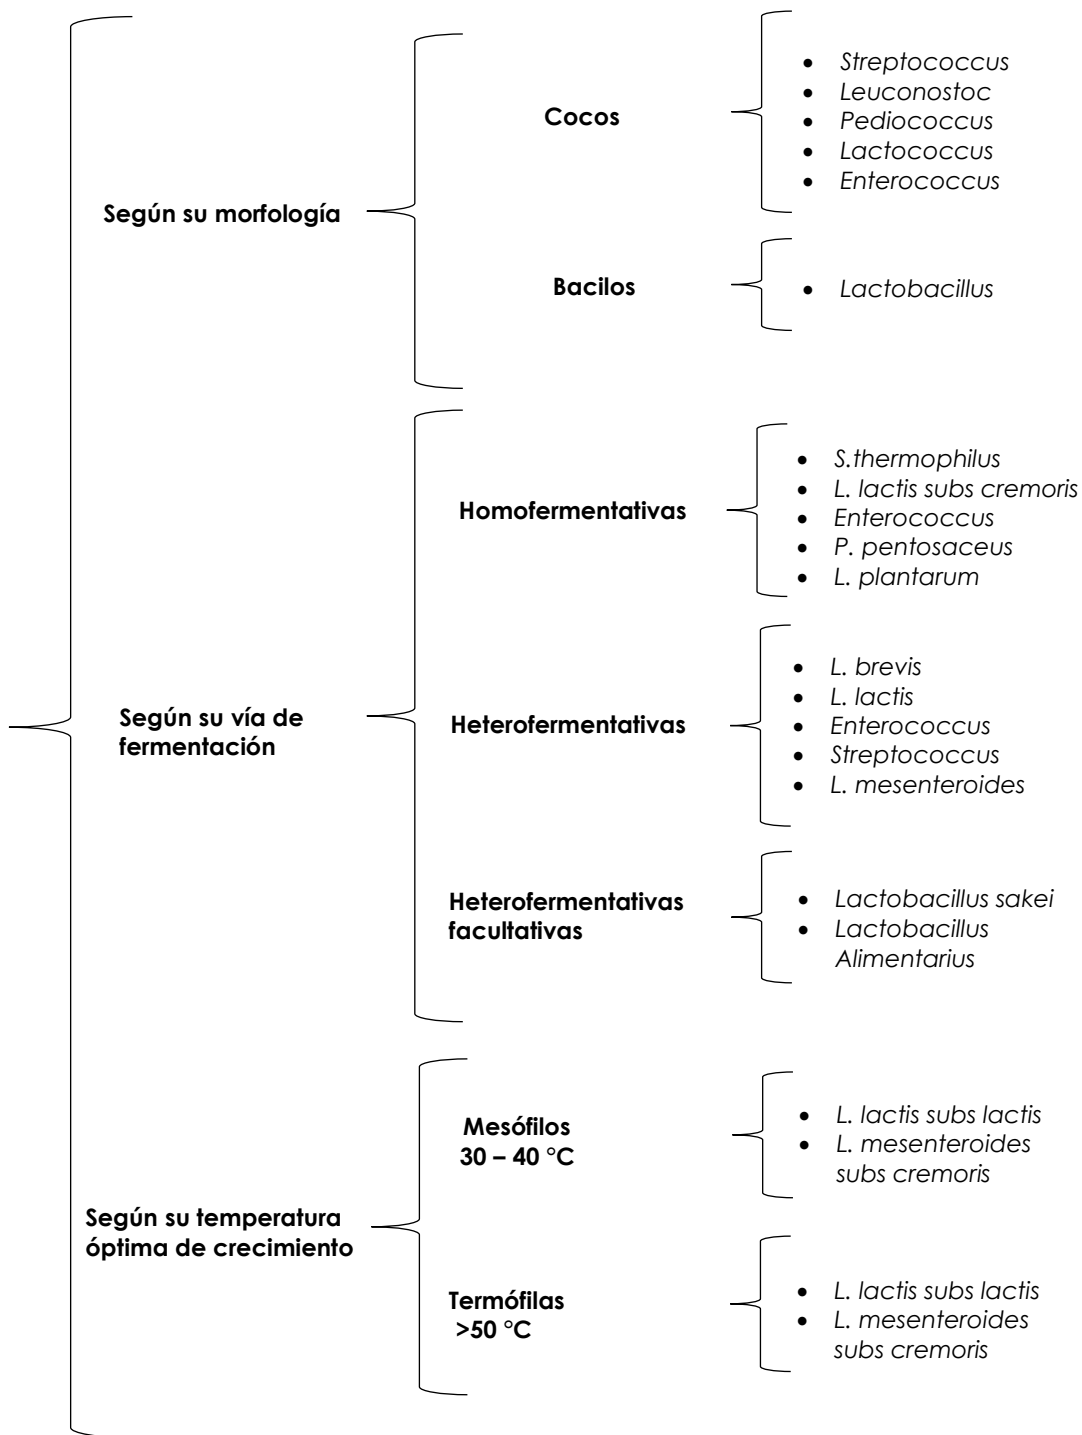 Según su morfología
Cocos
• Streptococcus
• Leuconostoc
• Pediococcus
• Lactococcus
• Enterococcus
Bacilos
• Lactobacillus
Según su vía de
fermentación
Homofermentativas
• S.thermophilus
• L. lactis subs cremoris
• Enterococcus
• P. pentosaceus
• L. plantarum
Heterofermentativas
• L. brevis
• L. lactis
• Enterococcus
• Streptococcus
• L. mesenteroides
Heterofermentativas
facultativas
• Lactobacillus sakei
• Lactobacillus
Alimentarius
Según su temperatura
óptima de crecimiento
Mesófilos
30 – 40 °C
• L. lactis subs lactis
• L. mesenteroides
subs cremoris
Termófilas
>50 °C
• L. lactis subs lactis
• L. mesenteroides
subs cremoris